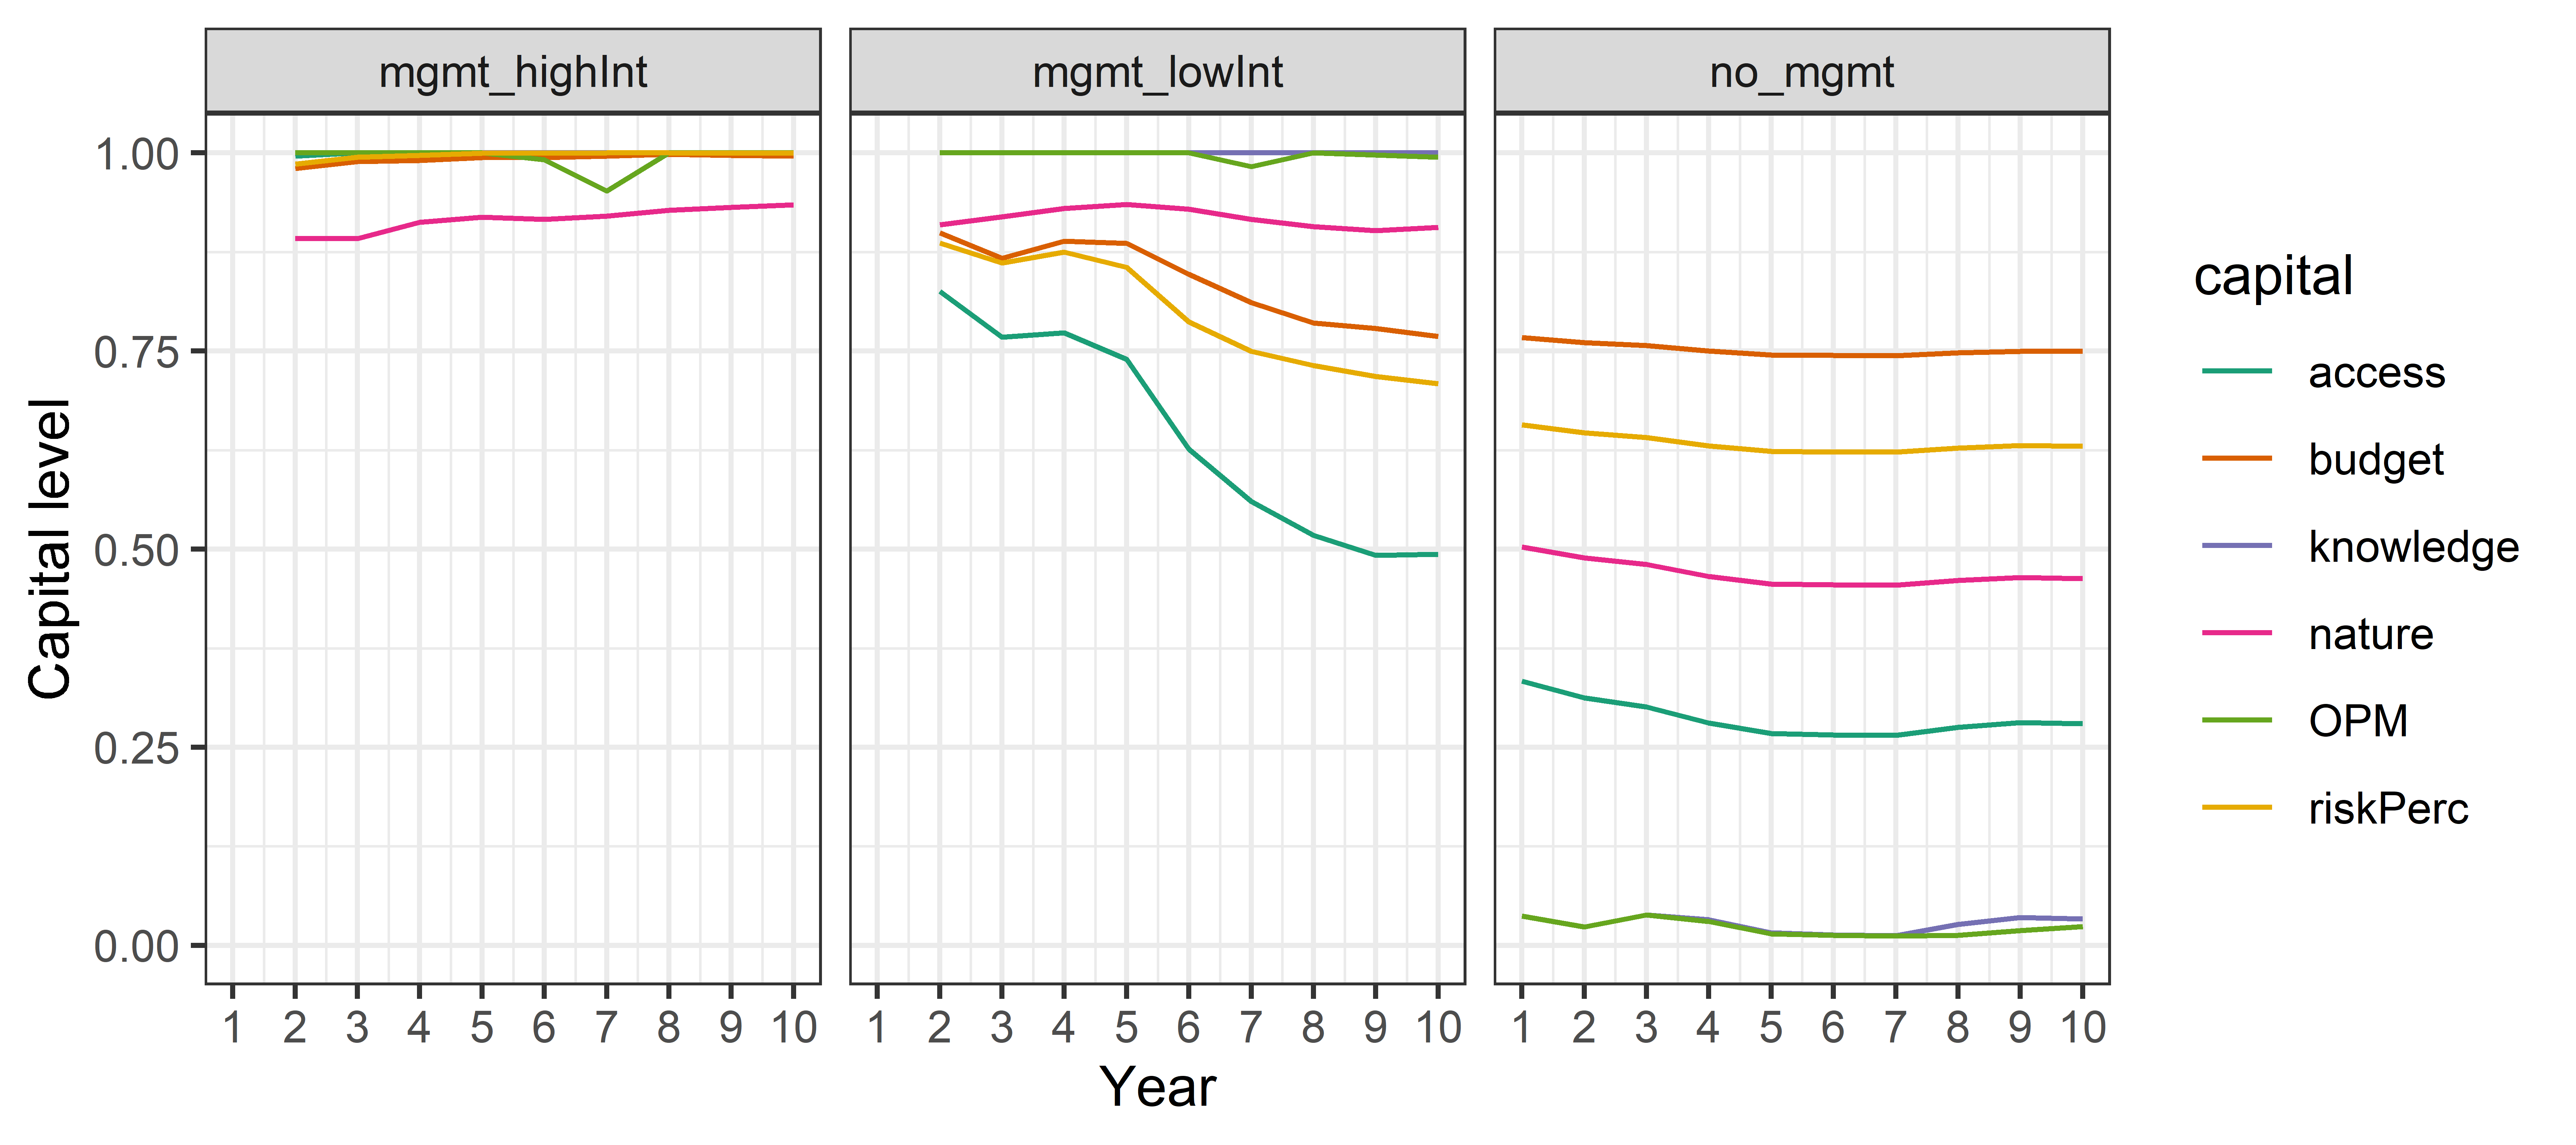 mgmt_highInt
mgmt_lowInt
no_mgmt
Capital level
1.00
0.75
0.50
0.25
0.00
1 2 3 4 5 6 7 8 9 10
1 2 3 4 5 6 7 8 9 10
1 2 3 4 5 6 7 8 9 10
Year
capital
access
budget
knowledge
nature
OPM
riskPerc